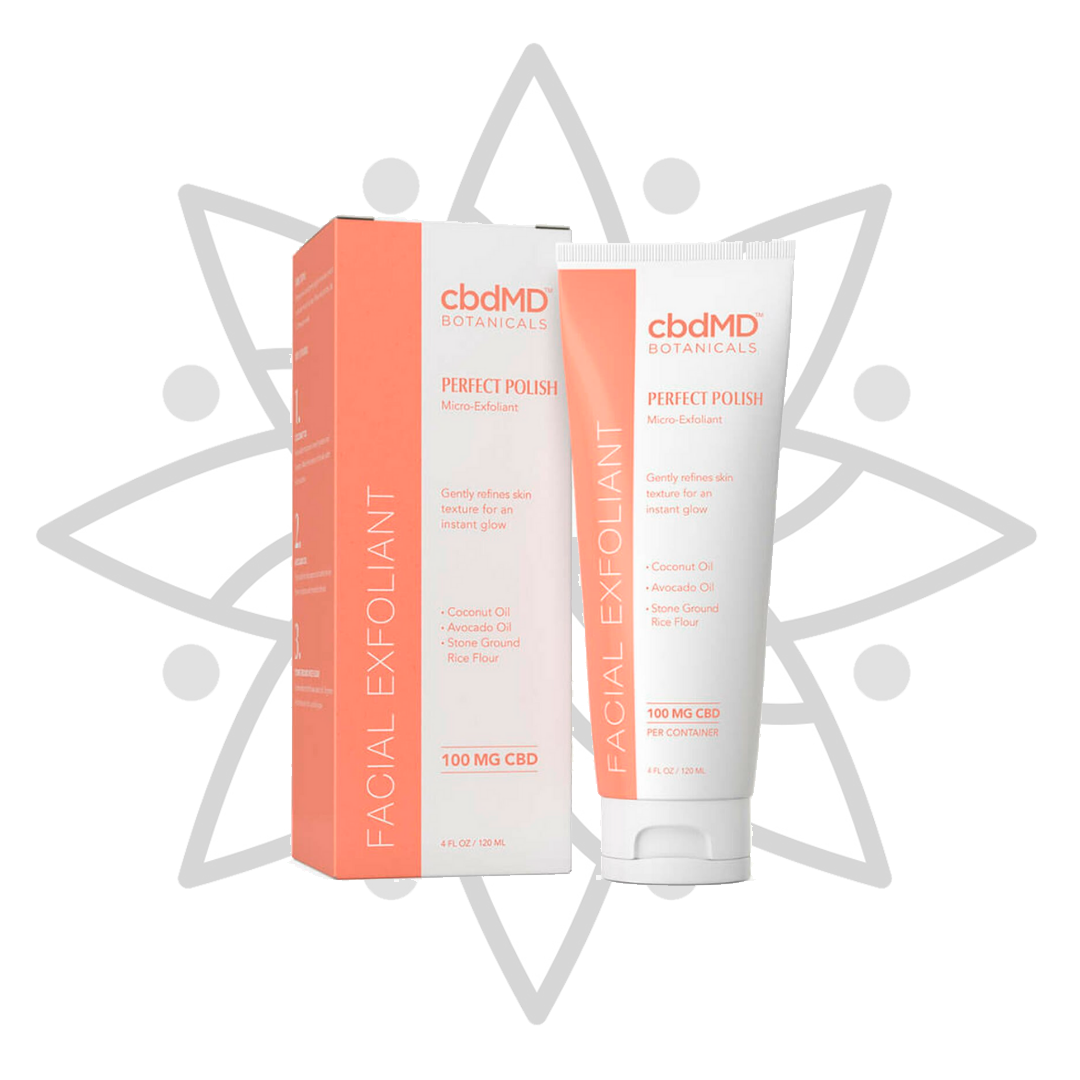 1.
2.
3.
FACIAL EXFOLIANT
cbdMD™
BOTANICALS
PERFECT POLISH
Micro-Exfoliant
Gently refines skin
texture for an
instant glow
• Coconut Oil
• Avocado Oil
• Stone Ground
Rice Flour
100 MG CBD
4 FL OZ / 120 ML
FACIAL EXFOLIANT
cbdMD™
BOTANICALS
PERFECT POLISH
Micro-Exfoliant
Gently refines skin
texture for an
instant glow
• Coconut Oil
• Avocado Oil
• Stone Ground
Rice Flour
100 MG CBD
PER CONTAINER
4 FL OZ / 120 ML